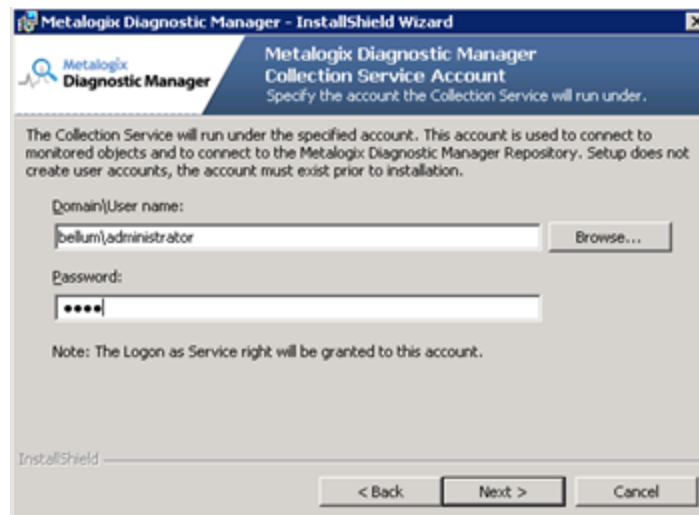 Metalogix Diagnostic Manager - InstallShield Wizard
Metalogix
Diagnostic Manager
Metalogix Diagnostic Manager
Collection Service Account
Specify the account the Collection Service will run under.
The Collection Service will run under the specified account. This account is used to connect to
monitored objects and to connect to the Metalogix Diagnostic Manager Repository. Setup does not
create user accounts, the account must exist prior to installation.
Domain\User name:
bellum\administrator
Browse...
Password:
••••
Note: The Logon as Service right will be granted to this account.
InstallShield
< Back
Next >
Cancel